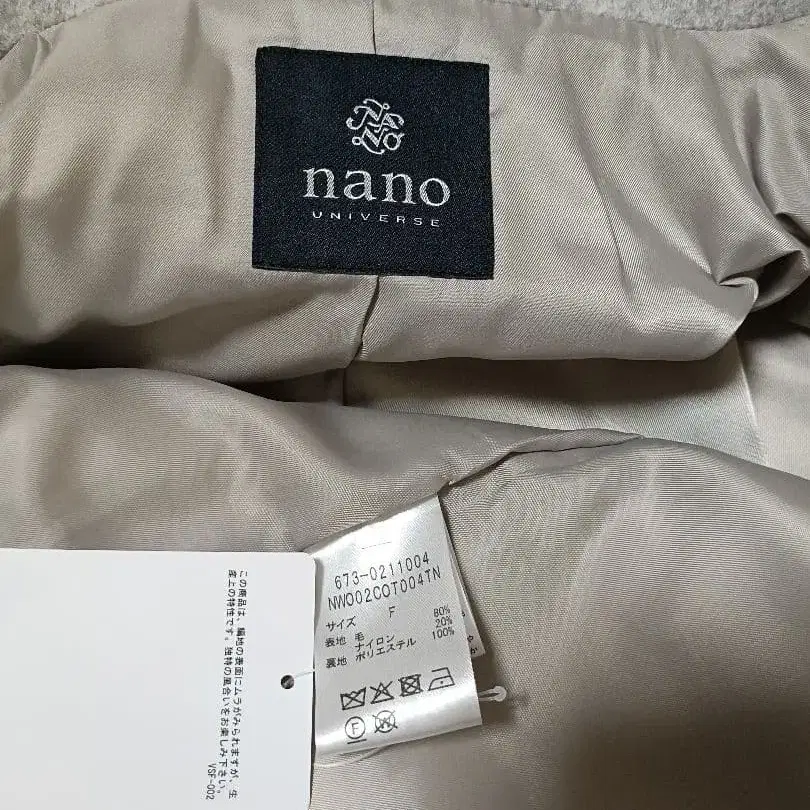 nano
UNIVERSE
673-0211004
NW002COT004TN
サイズ F
表地 毛 80%
ナイロン 20%
裏地 ポリエステル 100%
F
W
この商品は、編地の表面にムラがみられますが、生
産上の特性です。独特の風合いをお楽しみ下さい。
VSF-002